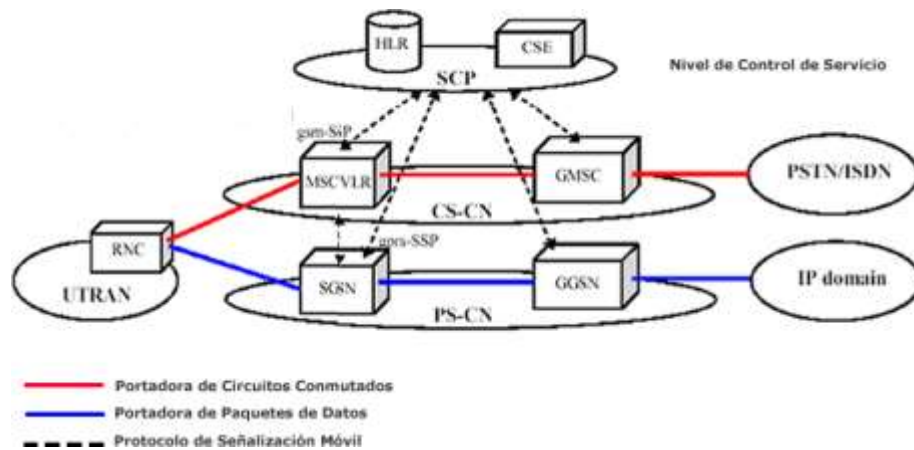 HLR
CSE
SCP
Nivel de Control de Servicio
gsm-SiP
MSCVLR
GMSC
PSTN/ISDN
CS-CN
RNC
gprs-SSP
UTRAN
SGSN
GGSN
IP domain
PS-CN
Portadora de Circuitos Conmutados
Portadora de Paquetes de Datos
Protocolo de Señalización Móvil